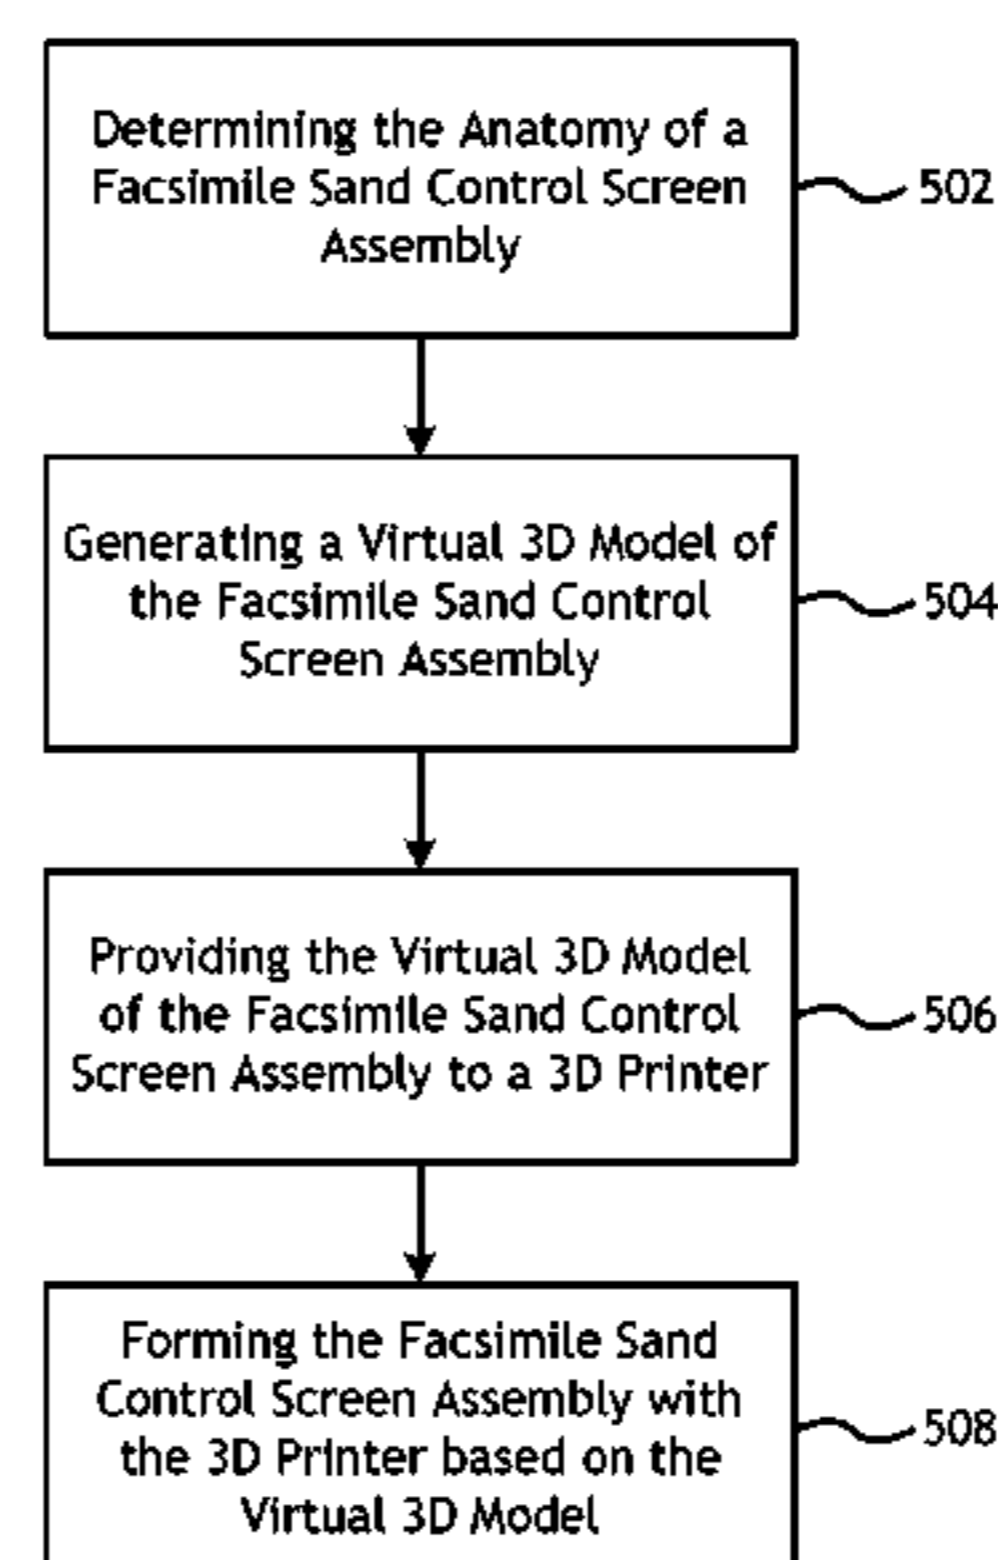 Determining the Anatomy of a
Facsimile Sand Control Screen
Assembly
502
Generating a Virtual 3D Model of
the Facsimile Sand Control
Screen Assembly
504
Providing the Virtual 3D Model
of the Facsimile Sand Control
Screen Assembly to a 3D Printer
506
Forming the Facsimile Sand
Control Screen Assembly with
the 3D Printer based on the
Virtual 3D Model
508